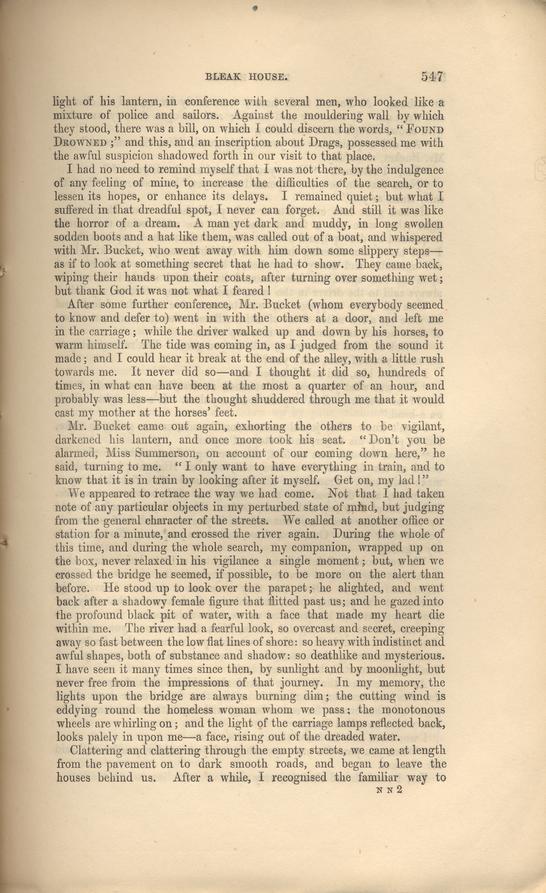 BLEAK HOUSE. 547
light of his lantern, in conference with several men, who looked like a
mixture of police and sailors. Against the mouldering wall by which
they stood, there was a bill, on which I could discern the words, “FOUND
DROWNED;” and this, and an inscription about Drags, possessed me with
the awful suspicion shadowed forth in our visit to that place.
I had no need to remind myself that I was not there, by the indulgence
of any feeling of mine, to increase the difficulties of the search, or to
lessen its hopes, or enhance its delays. I remained quiet; but what I
suffered in that dreadful spot, I never can forget. And still it was like
the horror of a dream. A man yet dark and muddy, in long swollen
sodden boots and a hat like them, was called out of a boat, and whispered
with Mr. Bucket, who went away with him down some slippery steps—
as if to look at something secret that he had to show. They came back,
wiping their hands upon their coats, after turning over something wet;
but thank God it was not what I feared!
After some further conference, Mr. Bucket (whom everybody seemed
to know and defer to) went in with the others at a door, and left me
in the carriage; while the driver walked up and down by his horses, to
warm himself. The tide was coming in, as I judged from the sound it
made; and I could hear it break at the end of the alley, with a little rush
towards me. It never did so—and I thought it did so, hundreds of
times, in what can have been at the most a quarter of an hour, and
probably was less—but the thought shuddered through me that it would
cast my mother at the horses’ feet.
Mr. Bucket came out again, exhorting the others to be vigilant,
darkened his lantern, and once more took his seat. “Don’t you be
alarmed, Miss Summerson, on account of our coming down here,” he
said, turning to me. “I only want to have everything in train, and to
know that it is in train by looking after it myself. Get on, my lad!”
We appeared to retrace the way we had come. Not that I had taken
note of any particular objects in my perturbed state of mind, but judging
from the general character of the streets. We called at another office or
station for a minute, and crossed the river again. During the whole of
this time, and during the whole search, my companion, wrapped up on
the box, never relaxed in his vigilance a single moment; but, when we
crossed the bridge he seemed, if possible, to be more on the alert than
before. He stood up to look over the parapet; he alighted, and went
back after a shadowy female figure that flitted past us; and he gazed into
the profound black pit of water, with a face that made my heart die
within me. The river had a fearful look, so overcast and secret, creeping
away so fast between the low flat lines of shore: so heavy with indistinct and
awful shapes, both of substance and shadow: so deathlike and mysterious.
I have seen it many times since then, by sunlight and by moonlight, but
never free from the impressions of that journey. In my memory, the
lights upon the bridge are always burning dim; the cutting wind is
eddying round the homeless woman whom we pass; the monotonous
wheels are whirling on; and the light of the carriage lamps reflected back,
looks palely in upon me—a face, rising out of the dreaded water.
Clattering and clattering through the empty streets, we came at length
from the pavement on to dark smooth roads, and began to leave the
houses behind us. After a while, I recognised the familiar way to
N N 2